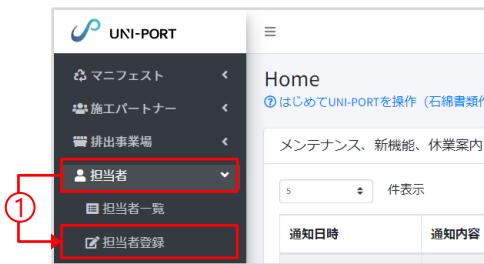 UNI-PORT
マニフェスト
施工パートナー
排出事業場
担当者
担当者一覧
担当者登録
1
Home
はじめてUNI-PORTを操作（石綿書類作
メンテナンス、新機能、休業案内
5 件表示
通知日時 通知内容